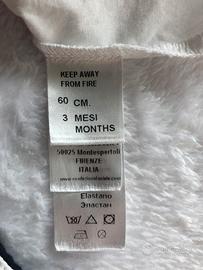 KEEP AWAY
FROM FIRE
60 CM.
3 MESI
MONTHS
50025 Montespertoli
FIRENZE
ITALIA
Elastano
Эластан